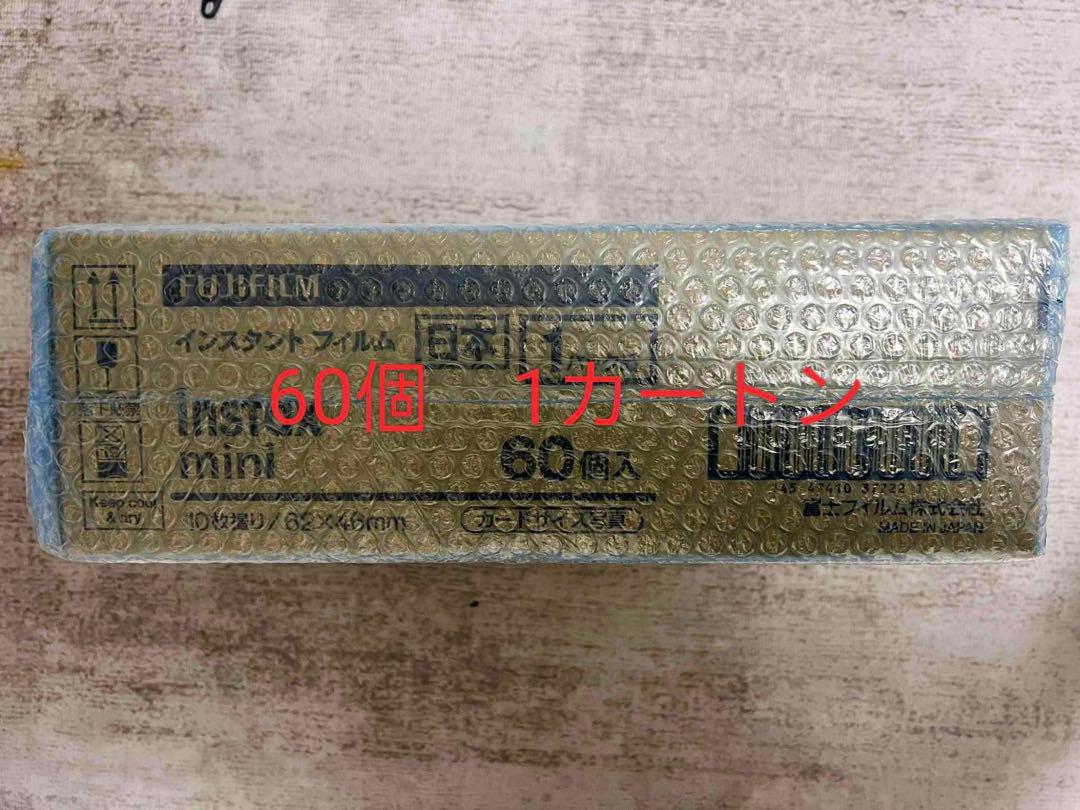 FUJIFILM
インスタント フィルム
日本
60個 1カートン
instax
mini
60個入
Keep cool
& dry
10枚撮り/62×46mm
カードサイズ写真
富士フイルム株式会社
MADE IN JAPAN